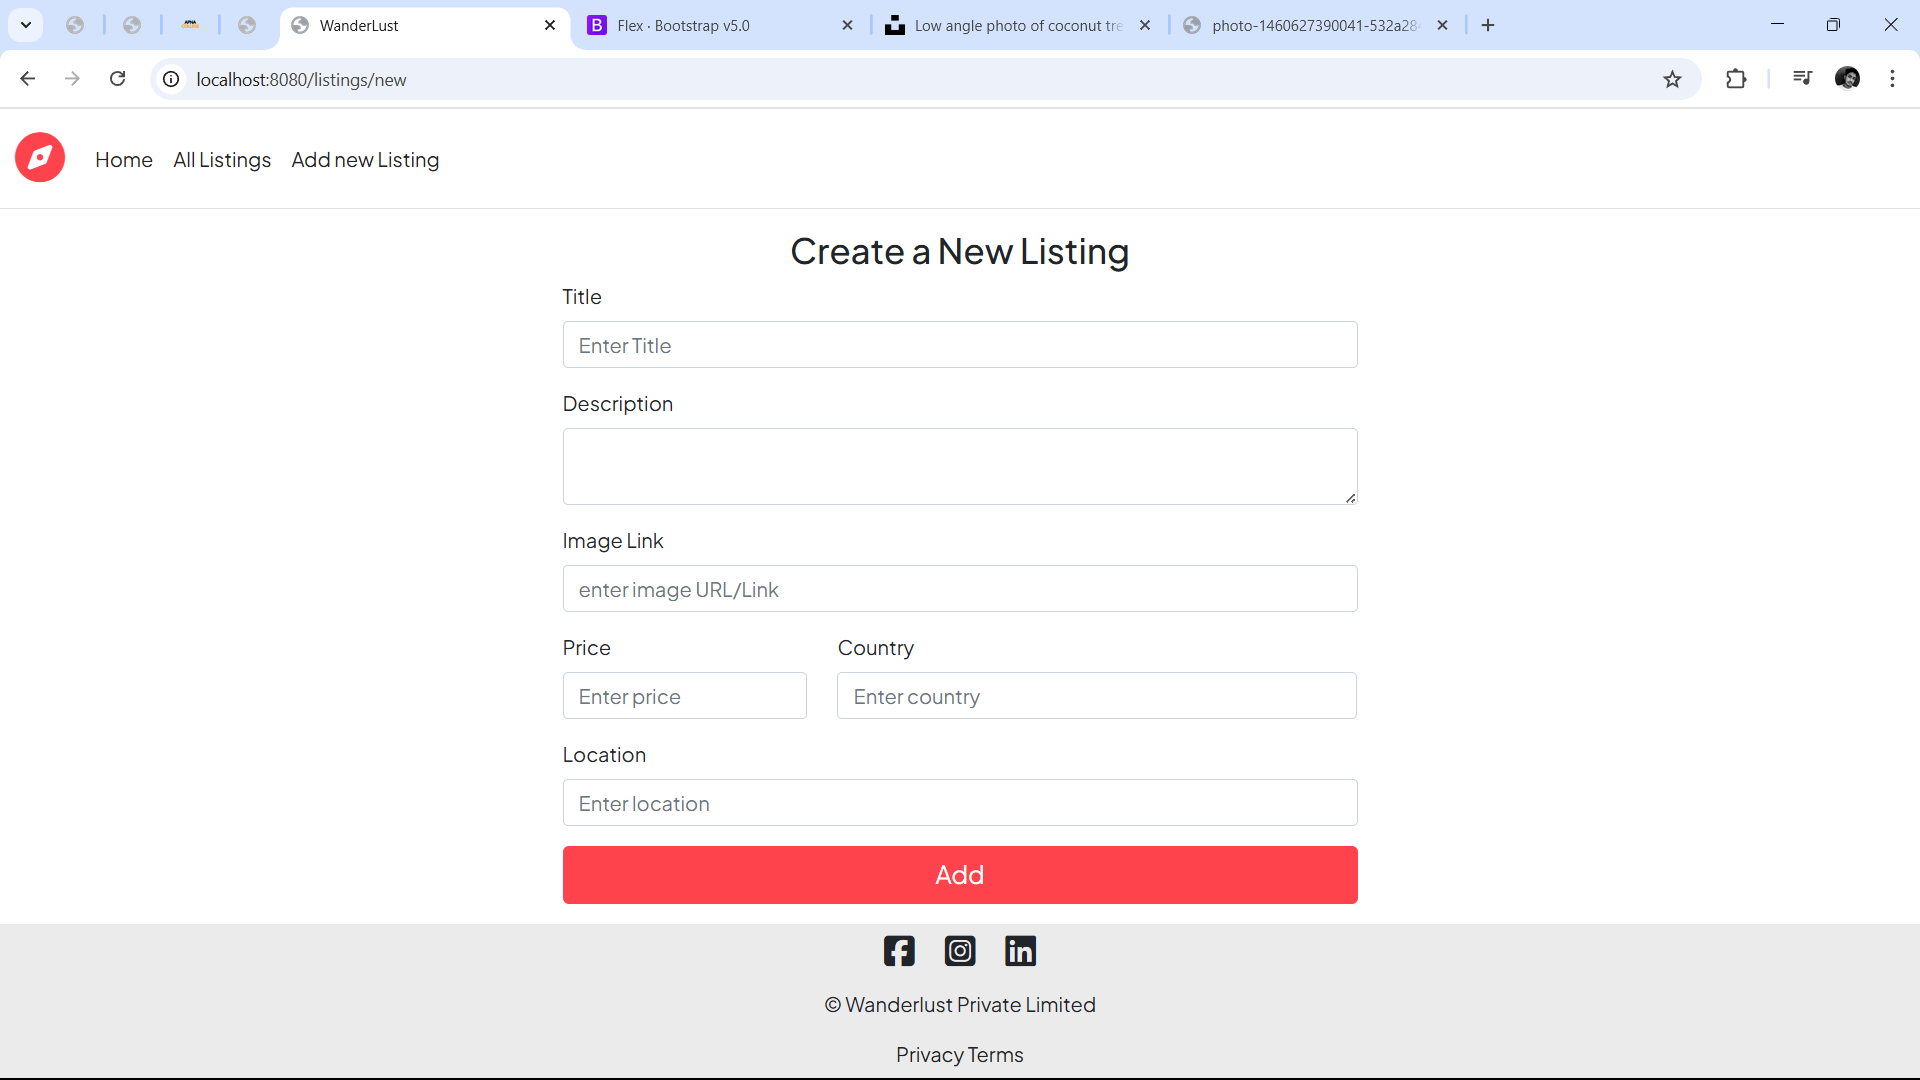 WanderLust
Flex · Bootstrap v5.0
Low angle photo of coconut tre
photo-1460627390041-532a28
localhost:8080/listings/new
Home All Listings Add new Listing
Create a New Listing
Title
Enter Title
Description
Image Link
enter image URL/Link
Price Country
Enter price Enter country
Location
Enter location
Add
© Wanderlust Private Limited
Privacy Terms